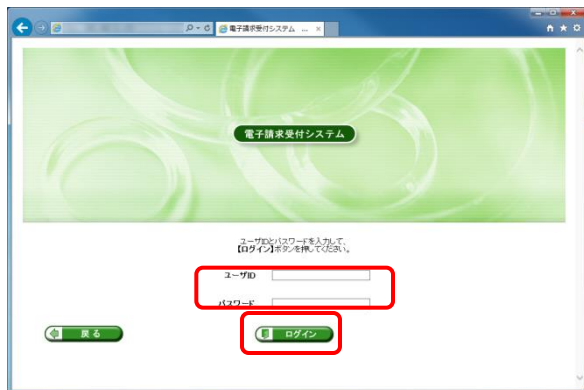 電子請求受付システム ...
電子請求受付システム
ユーザIDとパスワードを入力して、
【ログイン】ボタンを押してください。
ユーザID
パスワード
戻る
ログイン